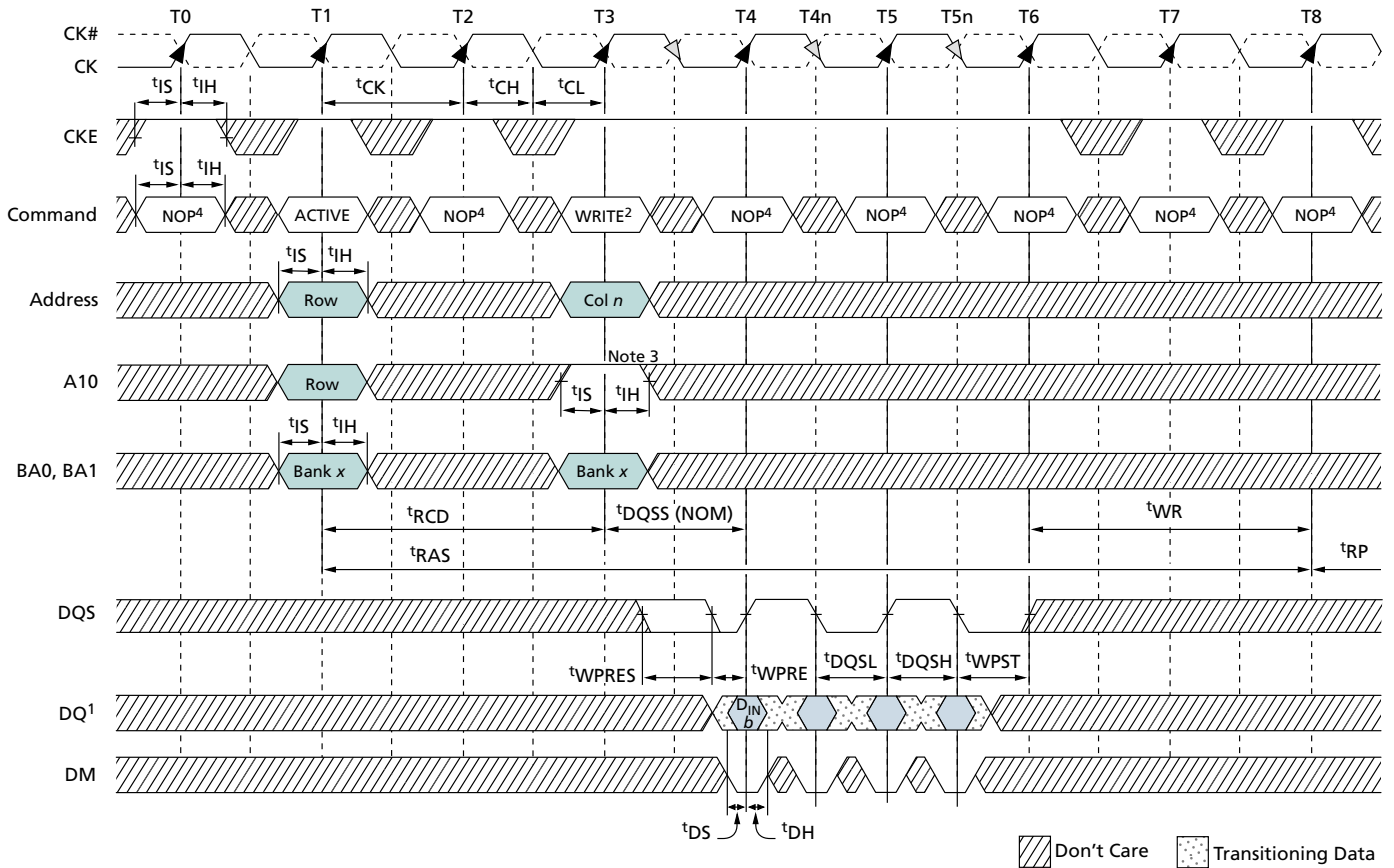 T0 T1 T2 T3 T4 T4n T5 T5n T6 T7 T8
CK#
CK
tIS tIH tCK tCH tCL
CKE
tIS tIH
Command NOP4 ACTIVE NOP4 WRITE2 NOP4 NOP4 NOP4 NOP4 NOP4
tIS tIH
Address Row Col n
Note 3
A10 Row
tIS tIH
tIS tIH
BA0, BA1 Bank x Bank x
tRCD tDQSS (NOM) tWR
tRAS tRP
DQS
tWPRES tWPRE tDQSL tDQSH tWPST
DQ1 DIN
b
DM
tDS tDH
Don't Care Transitioning Data